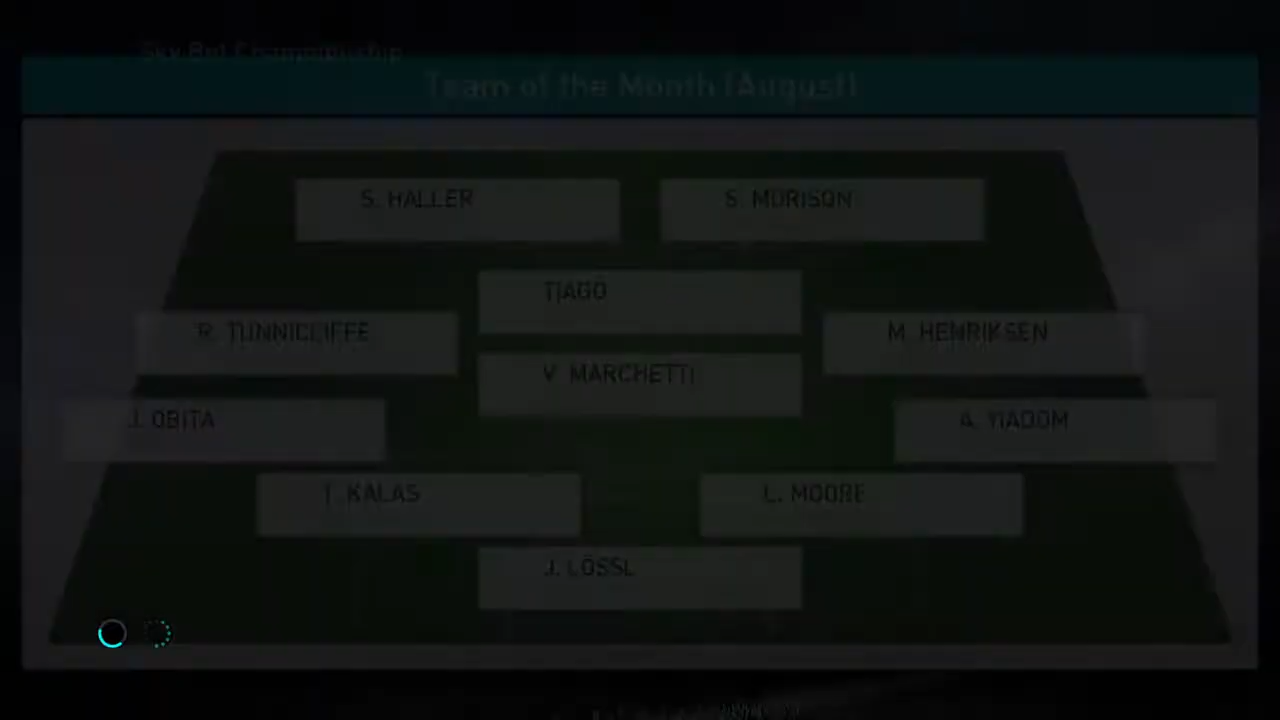 Sky Bet Championship
Team of the Month (August)
S. HALLER
S. MORISON
TIAGO
R. TUNNICLIFFE
M. HENRIKSEN
V. MARCHETTI
J. OBITA
A. YIADOM
T. KALAS
L. MOORE
J. LÖSSL